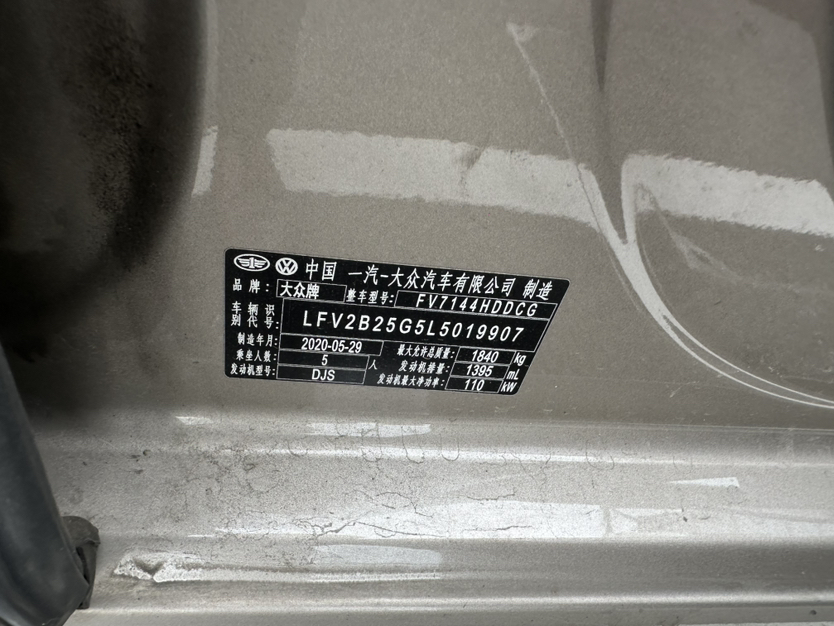 中国 一汽-大众汽车有限公司 制造
品牌: 大众牌 整车型号: FV7144HDDCG
车辆识别代号: LFV2B25G5L5019907
制造年月: 2020-05-29 最大允许总质量: 1840 kg
乘坐人数: 5 人 发动机排量: 1395 mL
发动机型号: DJS 发动机最大净功率: 110 kW